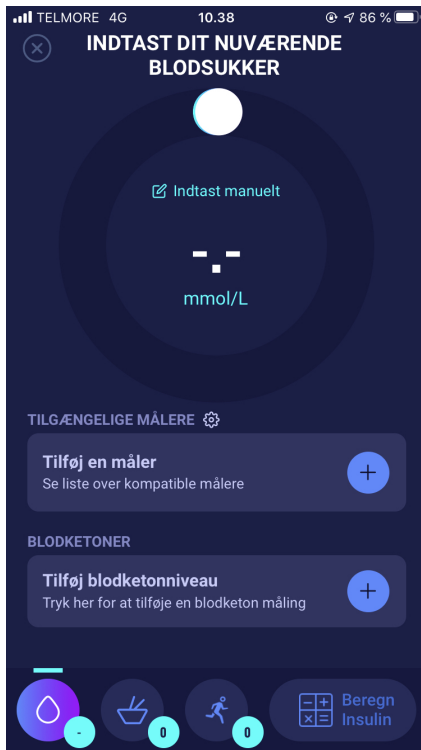 TELMORE 4G 10.38 86 %
INDTAST DIT NUVÆRENDE
BLODSUKKER
Indtast manuelt
-.-
mmol/L
TILGÆNGELIGE MÅLERE
Tilføj en måler
Se liste over kompatible målere
BLODKETONER
Tilføj blodketonniveau
Tryk her for at tilføje en blodketon måling
Beregn
Insulin
- 0 0